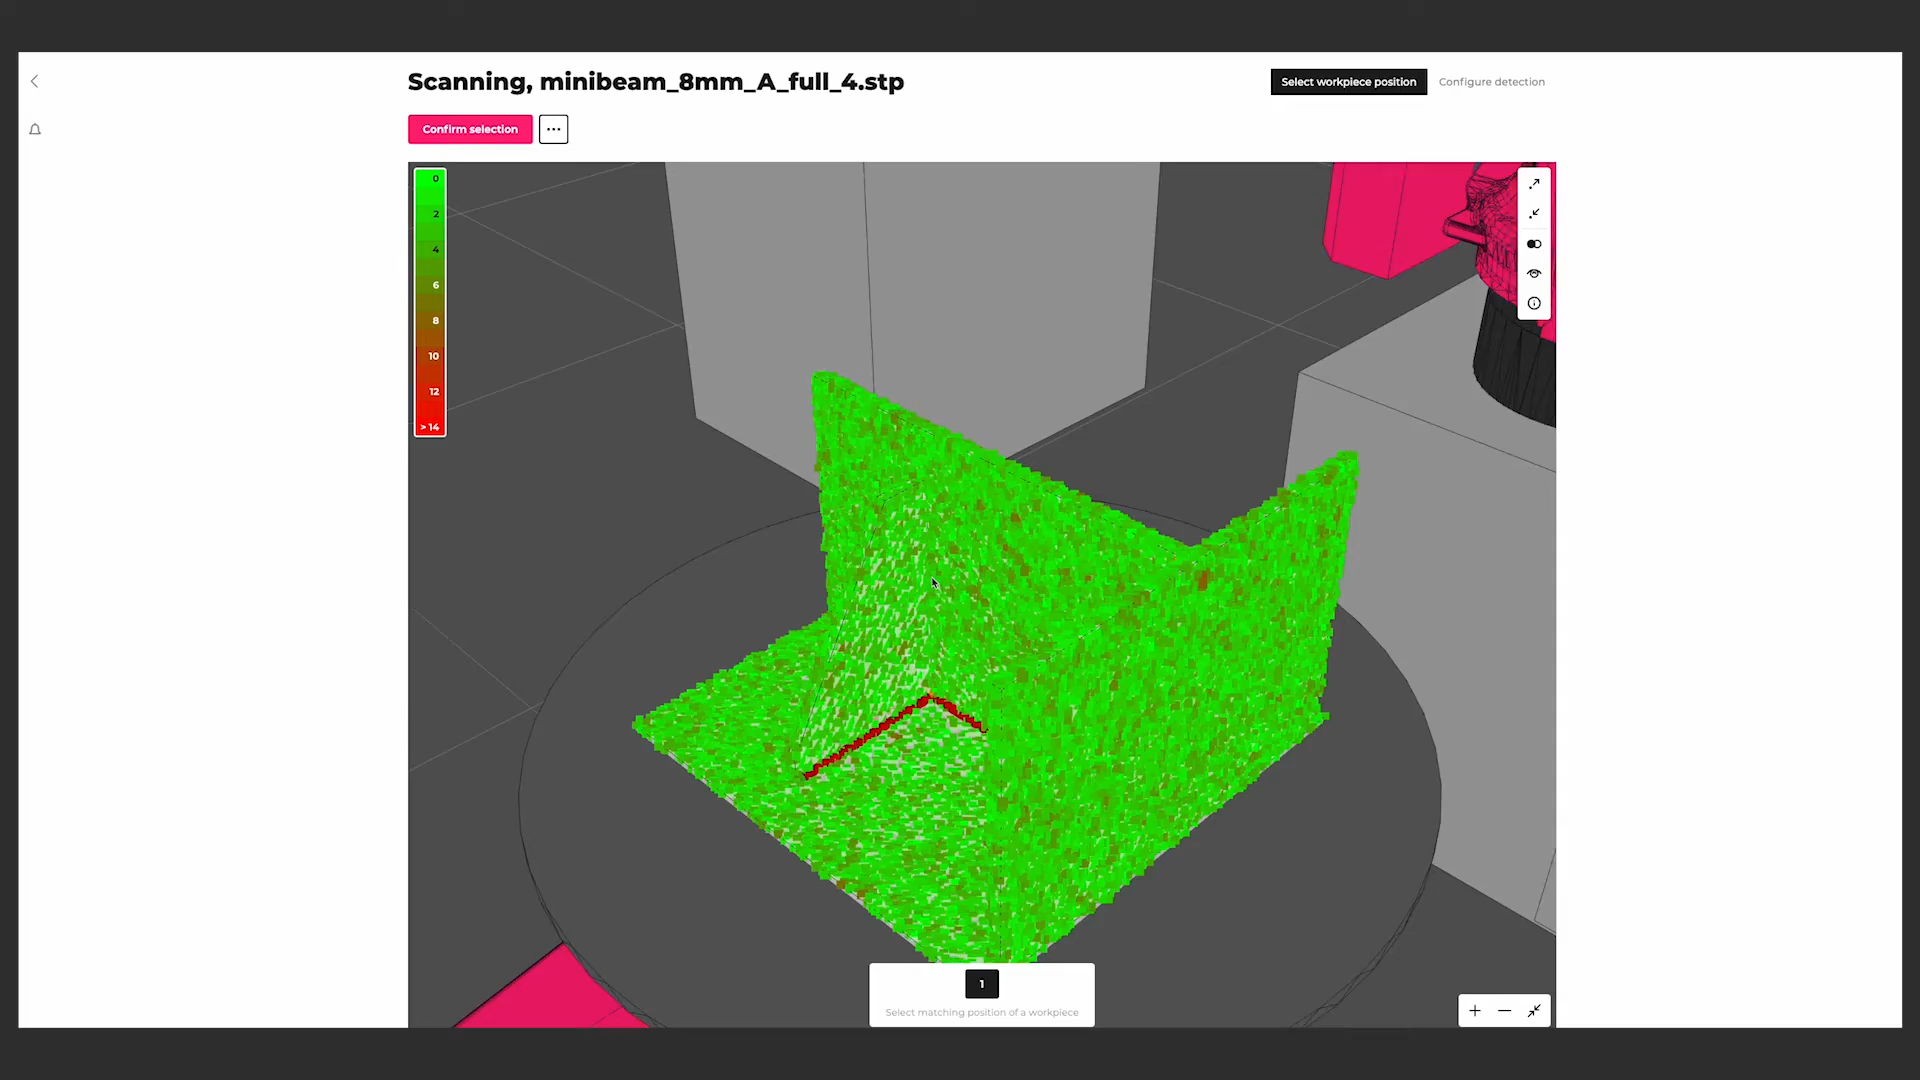 Scanning, minibeam_8mm_A_full_4.stp
Select workpiece position
Configure detection
Confirm selection
0
2
4
6
8
10
12
> 14
1
Select matching position of a workpiece